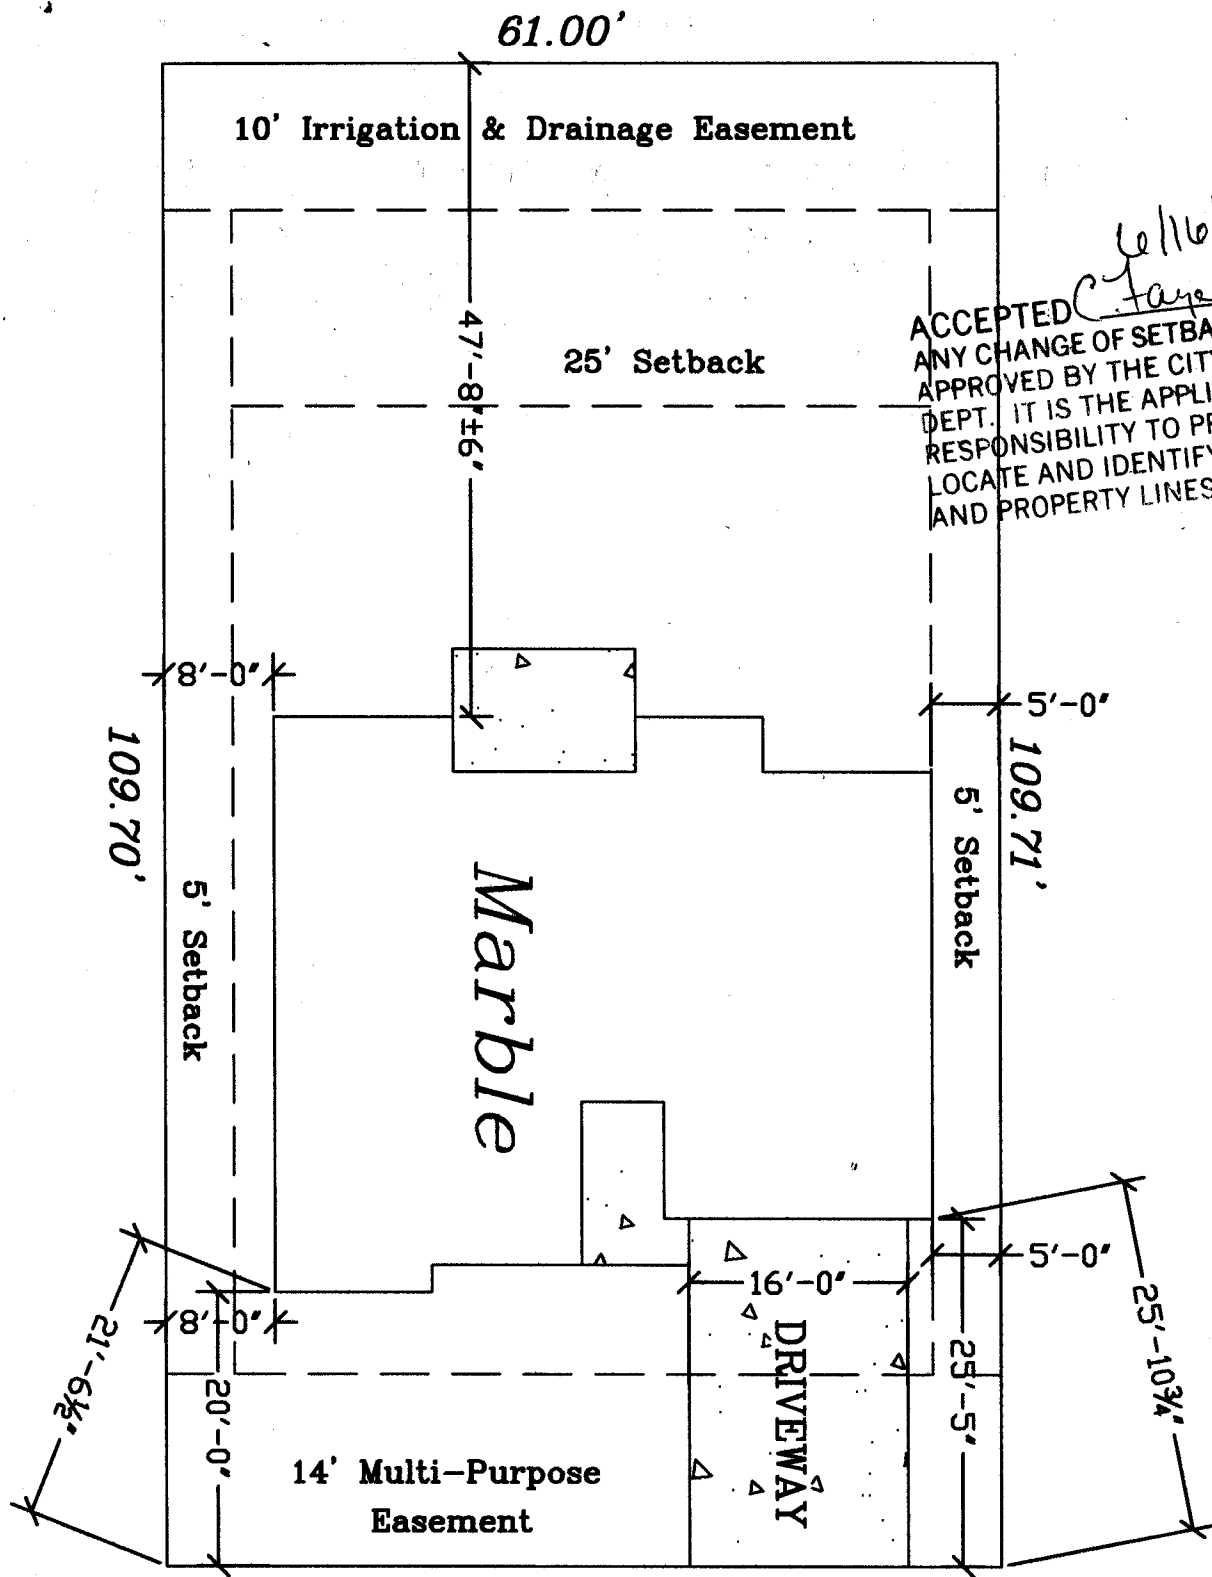 61.00'
10' Irrigation & Drainage Easement
47'-8"±6"
25' Setback
6/16
ACCEPTED C. Faye
ANY CHANGE OF SETBA
APPROVED BY THE CITY
DEPT. IT IS THE APPLI
RESPONSIBILITY TO PR
LOCATE AND IDENTIFY
AND PROPERTY LINES
8'-0"
5'-0"
109.70'
109.71'
5' Setback
5' Setback
Marble
5'-0"
16'-0"
8'-0"
21'-6½"
20'-0"
DRIVEWAY
25'-5"
25'-10¾"
14' Multi-Purpose
Easement